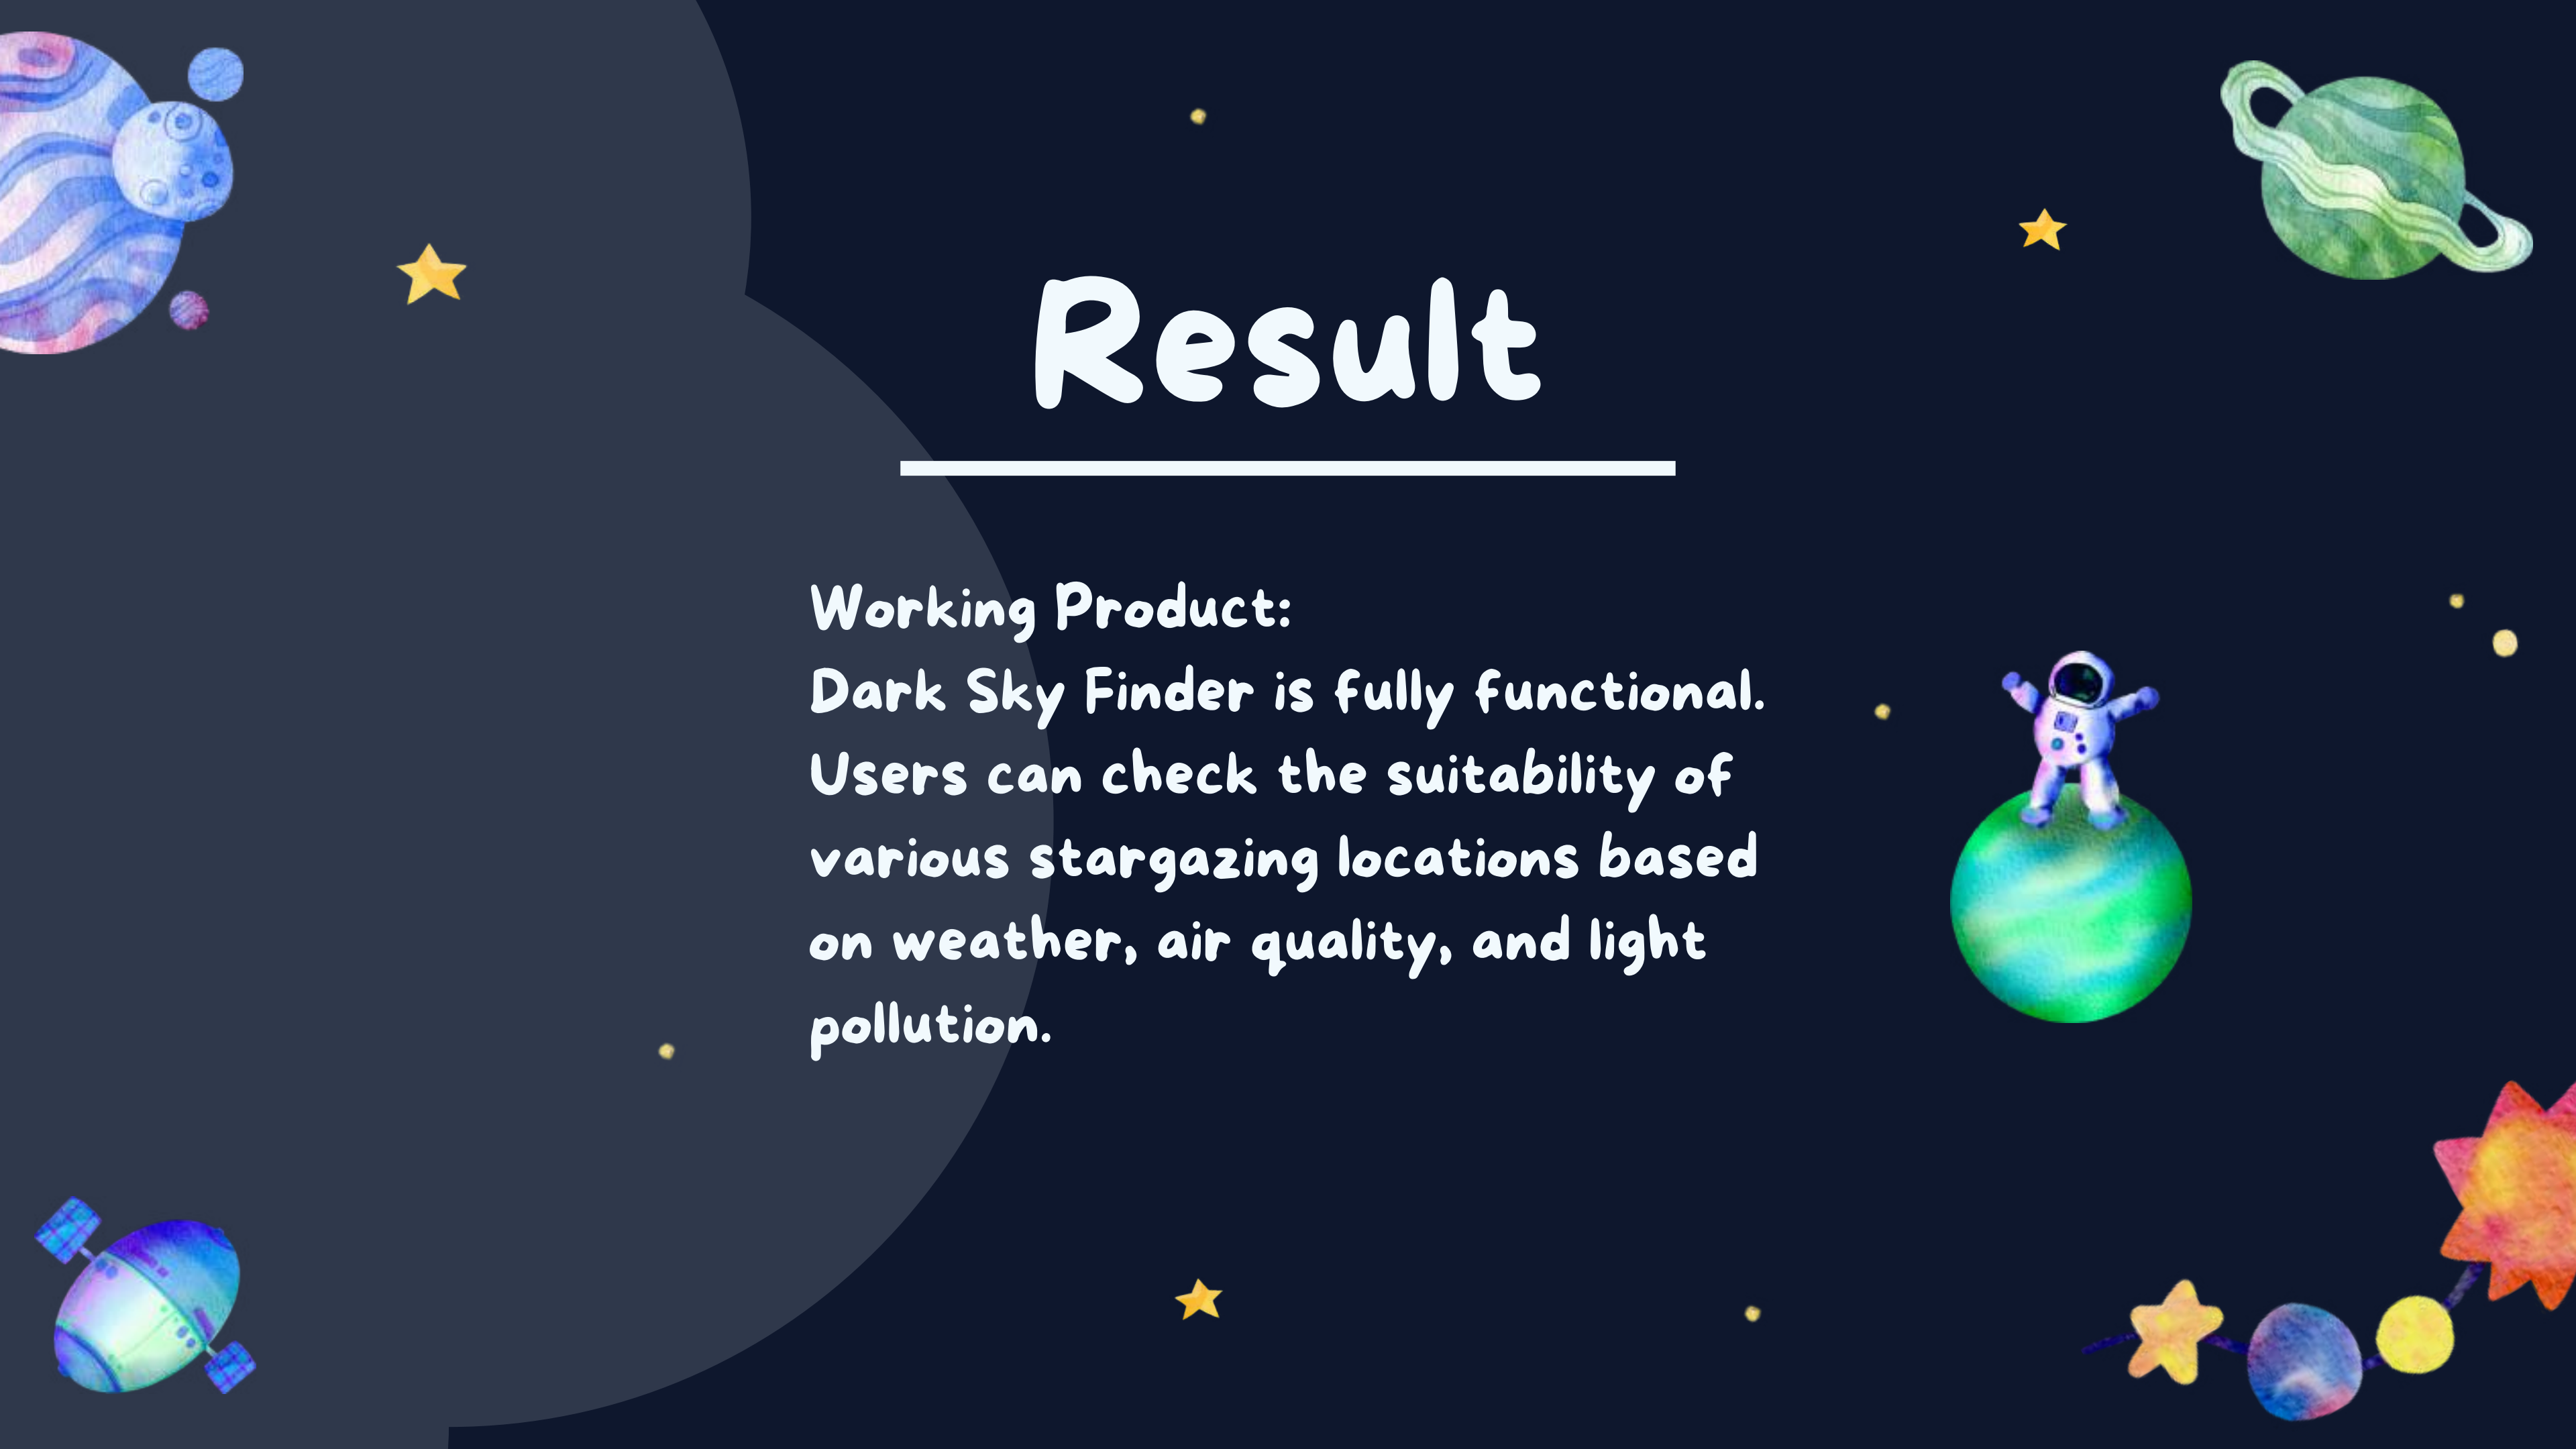 Result
Working Product:
Dark Sky Finder is fully functional.
Users can check the suitability of
various stargazing locations based
on weather, air quality, and light
pollution.